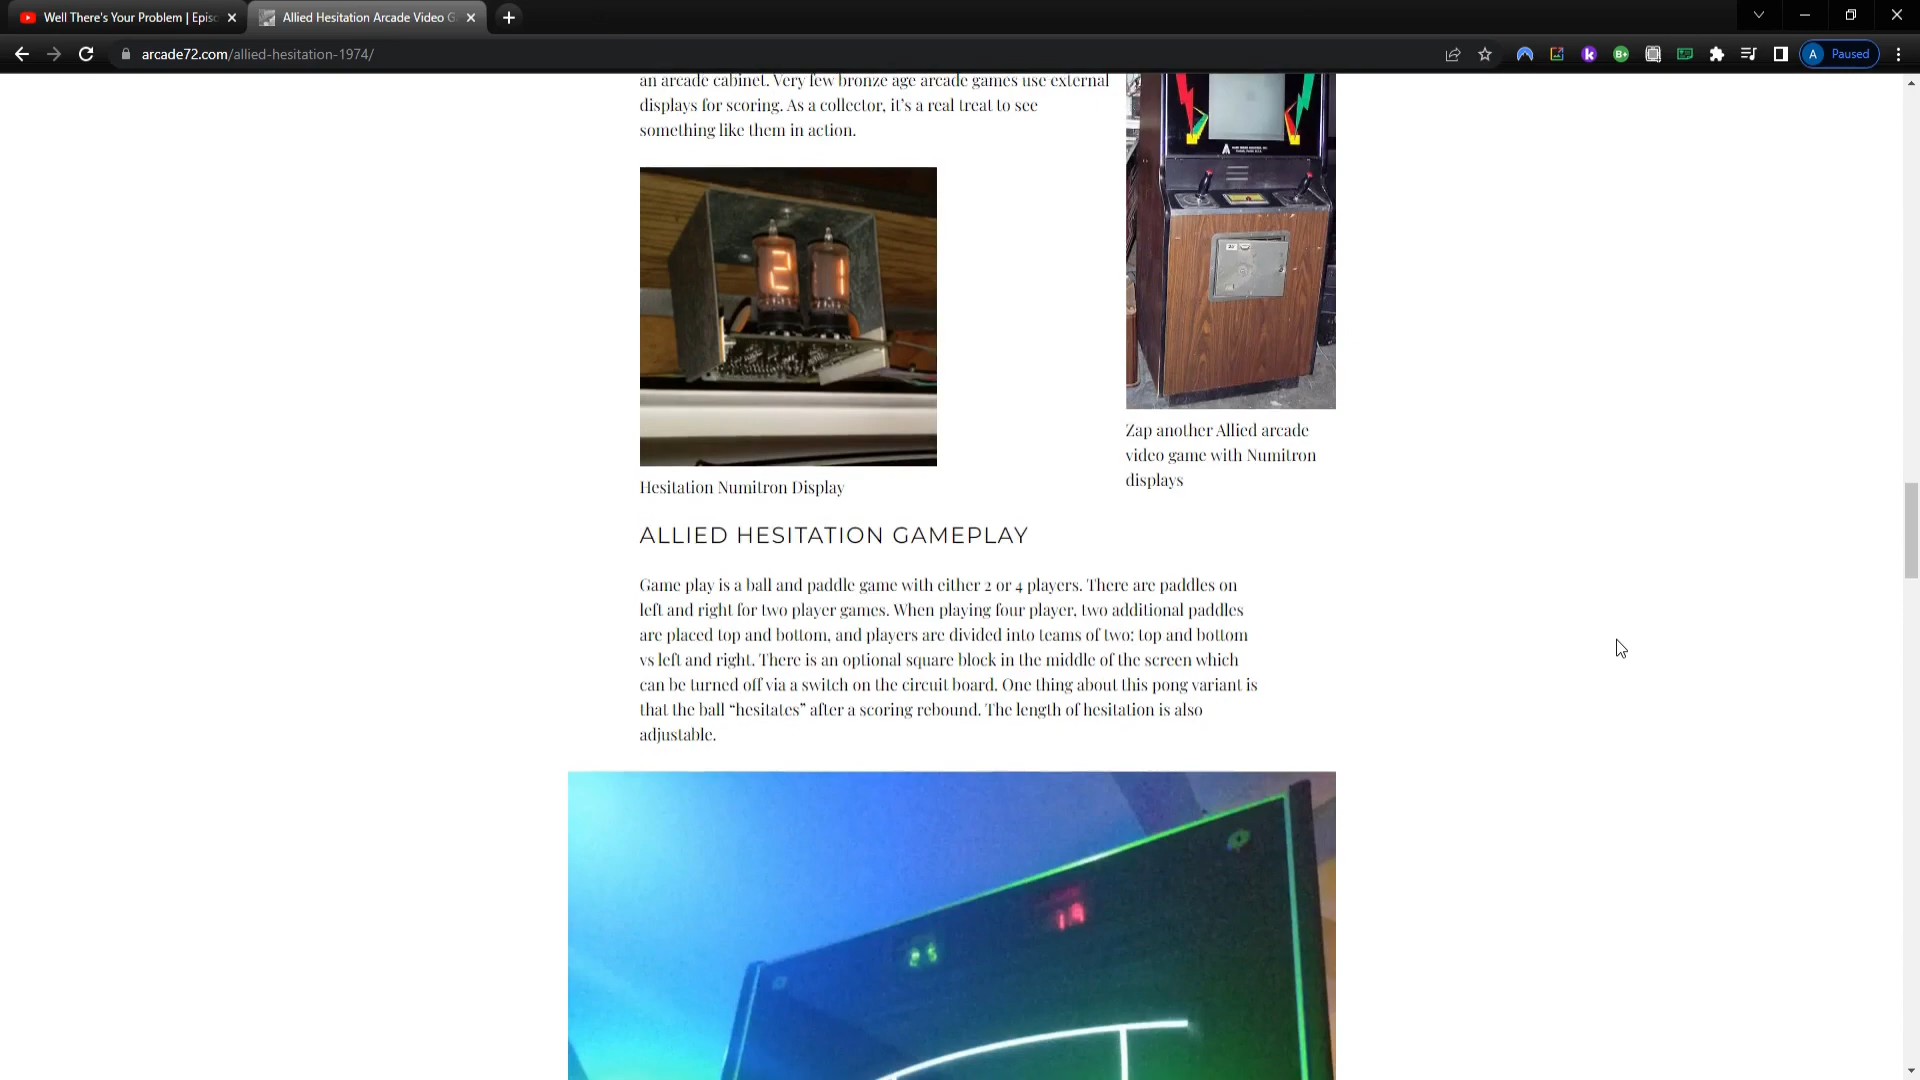 Well There's Your Problem | Epis
Allied Hesitation Arcade Video G
arcade72.com/allied-hesitation-1974/
A
Paused
an arcade cabinet. Very few bronze age arcade games use external
displays for scoring. As a collector, it's a real treat to see
something like them in action.
2 1
Hesitation Numitron Display
Zap another Allied arcade
video game with Numitron
displays
ALLIED HESITATION GAMEPLAY
Game play is a ball and paddle game with either 2 or 4 players. There are paddles on
left and right for two player games. When playing four player, two additional paddles
are placed top and bottom, and players are divided into teams of two: top and bottom
vs left and right. There is an optional square block in the middle of the screen which
can be turned off via a switch on the circuit board. One thing about this pong variant is
that the ball “hesitates” after a scoring rebound. The length of hesitation is also
adjustable.
19